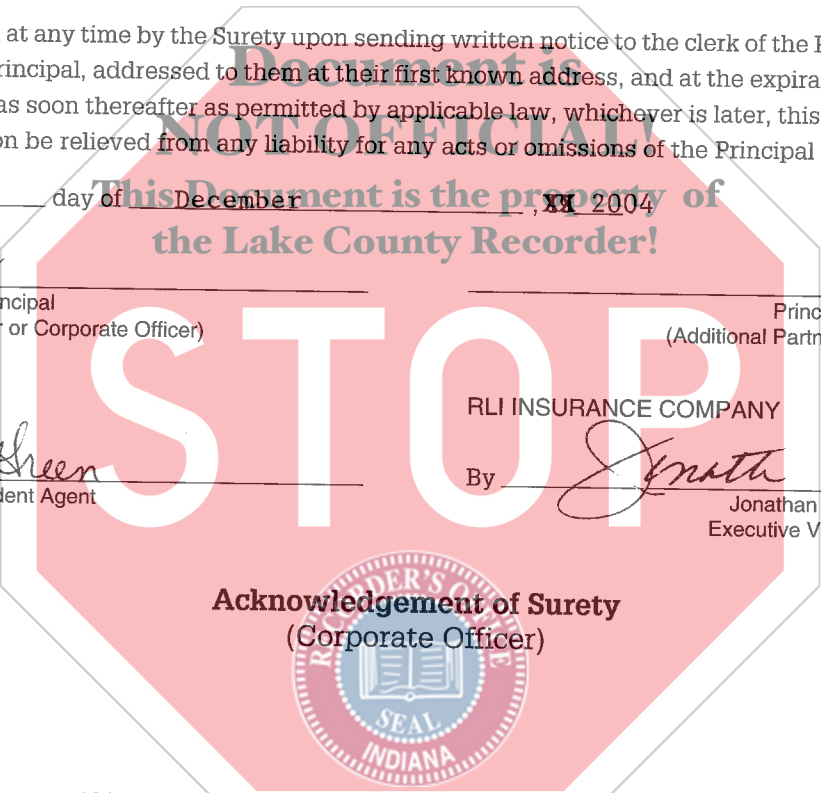 at any time by the Surety upon sending written notice to the clerk of the
Document is
rincipal, addressed to them at their first known address, and at the expira
as soon thereafter as permitted by applicable law, whichever is later, this
NOT OFFICIAL!
on be relieved from any liability for any acts or omissions of the Principal
This Document is the property of
day of December , 2004
the Lake County Recorder!
ncipal
or Corporate Officer)
Princ
(Additional Partn
STOP
RLI INSURANCE COMPANY
Green
By
dent Agent
Jonathan
Executive V
Acknowledgement of Surety
(Corporate Officer)
RECORDER'S OFFICE
SEAL
INDIANA